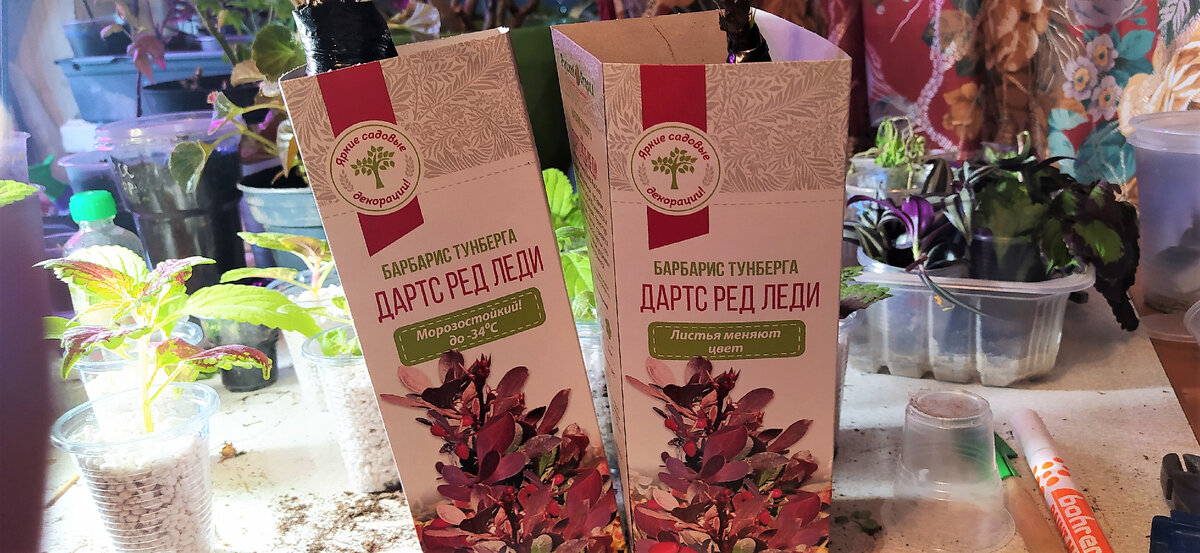 Яркие садовые
декорации!
БАРБАРИС ТУНБЕРГА
ДАРТС РЕД ЛЕДИ
Морозостойкий!
до -34°С
Яркие садовые
декорации!
БАРБАРИС ТУНБЕРГА
ДАРТС РЕД ЛЕДИ
Листья меняют
цвет